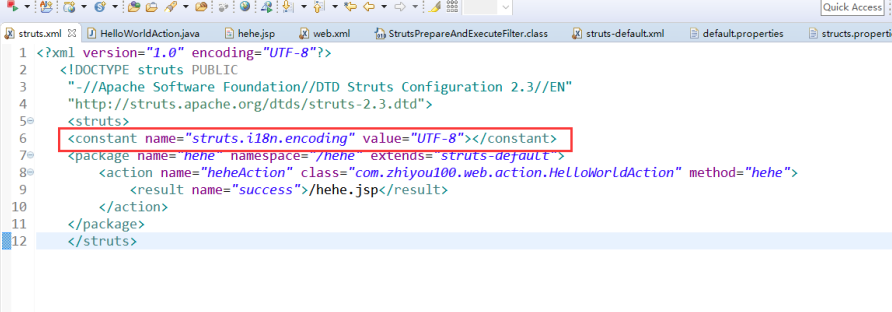 Quick Access
struts.xml HelloWorldAction.java hehe.jsp web.xml StrutsPrepareAndExecuteFilter.class struts-default.xml default.properties structs.properti
1 <?xml version="1.0" encoding="UTF-8"?>
2 <!DOCTYPE struts PUBLIC
3 "-//Apache Software Foundation//DTD Struts Configuration 2.3//EN"
4 "http://struts.apache.org/dtds/struts-2.3.dtd">
5 <struts>
6 <constant name="struts.i18n.encoding" value="UTF-8"></constant>
7 <package name="hehe" namespace="/hehe" extends="struts-default">
8 <action name="heheAction" class="com.zhiyou100.web.action.HelloWorldAction" method="hehe">
9 <result name="success">/hehe.jsp</result>
10 </action>
11 </package>
12 </struts>